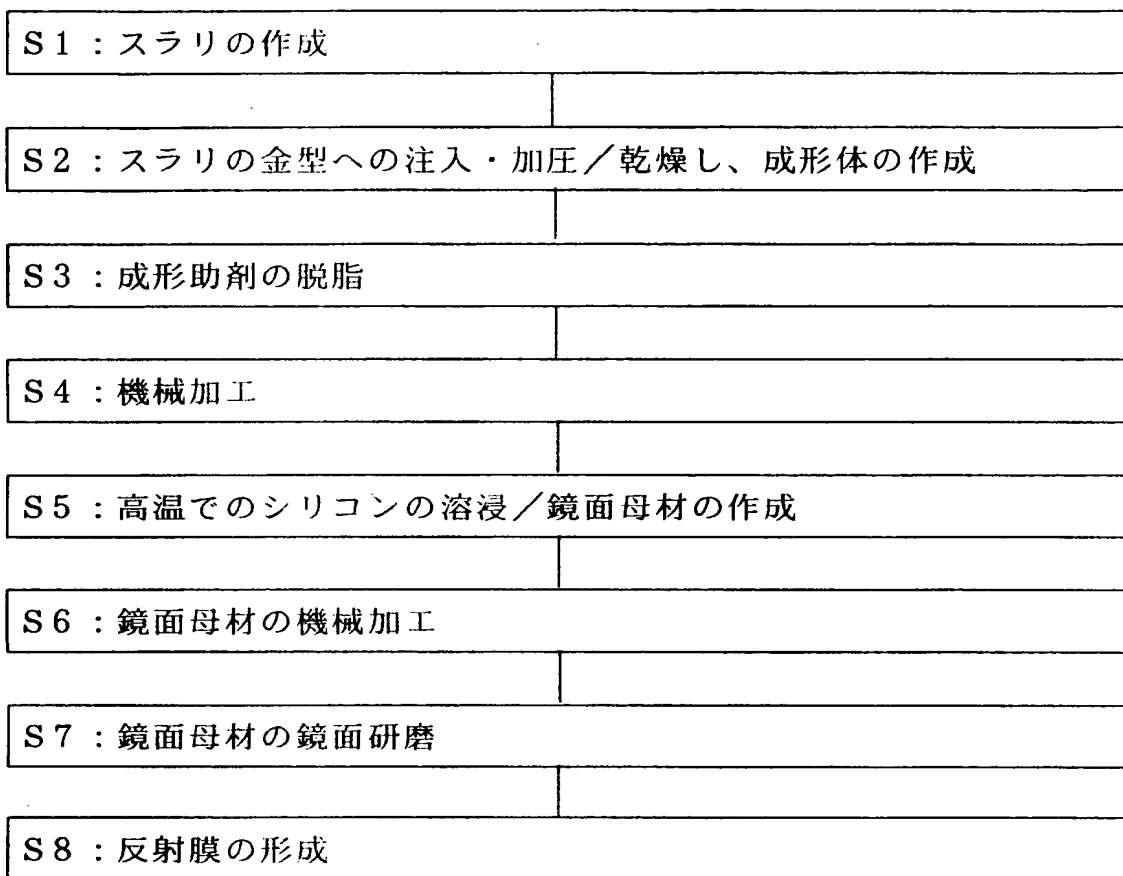 S1:スラリの作成
S2:スラリの金型への注入・加圧/乾燥し、成形体の作成
S3:成形助剤の脱脂
S4:機械加工
S5:高温でのシリコンの溶浸/鏡面母材の作成
S6:鏡面母材の機械加工
S7:鏡面母材の鏡面研磨
S8:反射膜の形成